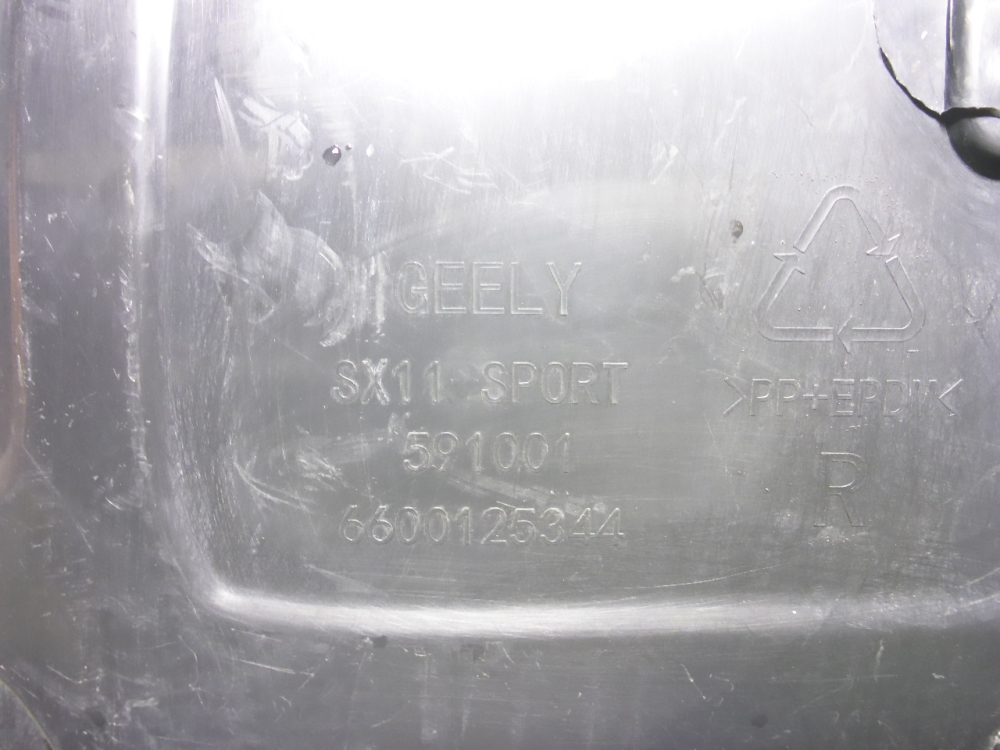 GEELY
SX11 SPORT
591001
6600125344
>PP+EPDM<
R